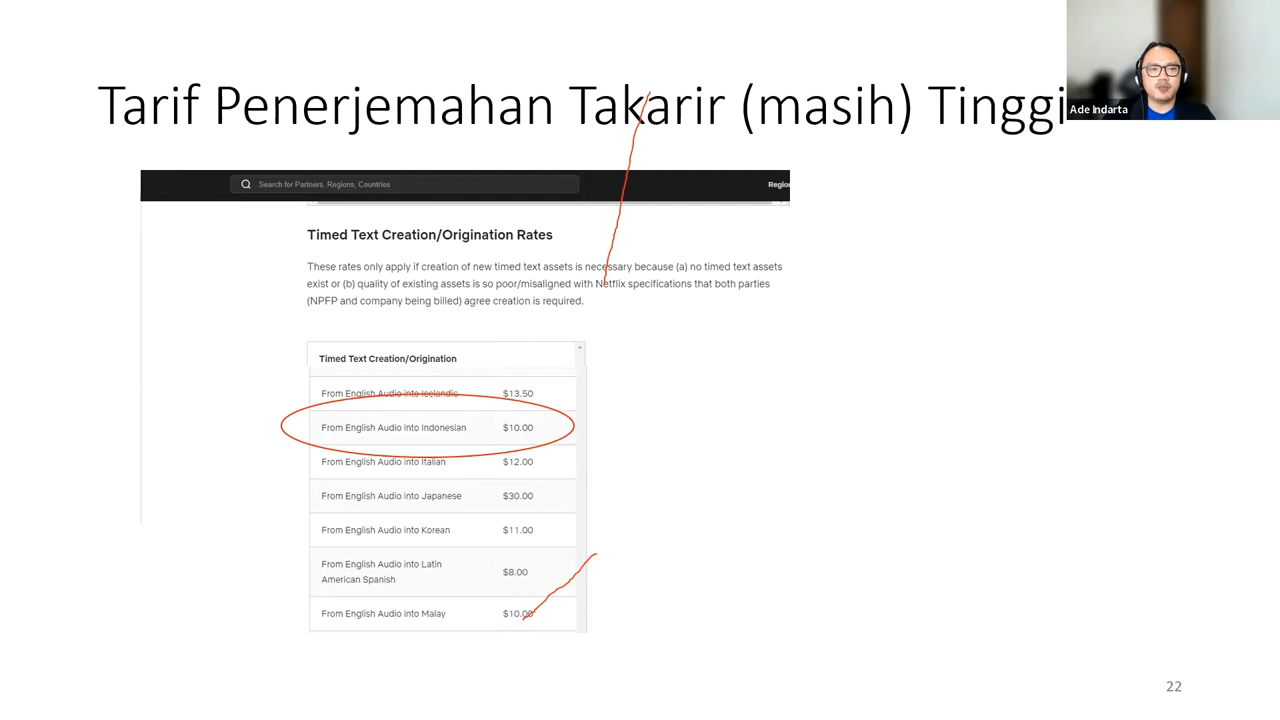 Tarif Penerjemahan Takarir (masih) Tinggi
Ade Indarta
Search for Partners, Regions, Countries
Timed Text Creation/Origination Rates
These rates only apply if creation of new timed text assets is necessary because (a) no timed text assets
exist or (b) quality of existing assets is so poor/misaligned with Netflix specifications that both parties
(NPFP and company being billed) agree creation is required.
Timed Text Creation/Origination
From English Audio into Icelandic $13.50
From English Audio into Indonesian $10.00
From English Audio into Italian $12.00
From English Audio into Japanese $30.00
From English Audio into Korean $11.00
From English Audio into Latin
American Spanish $8.00
From English Audio into Malay $10.00
22